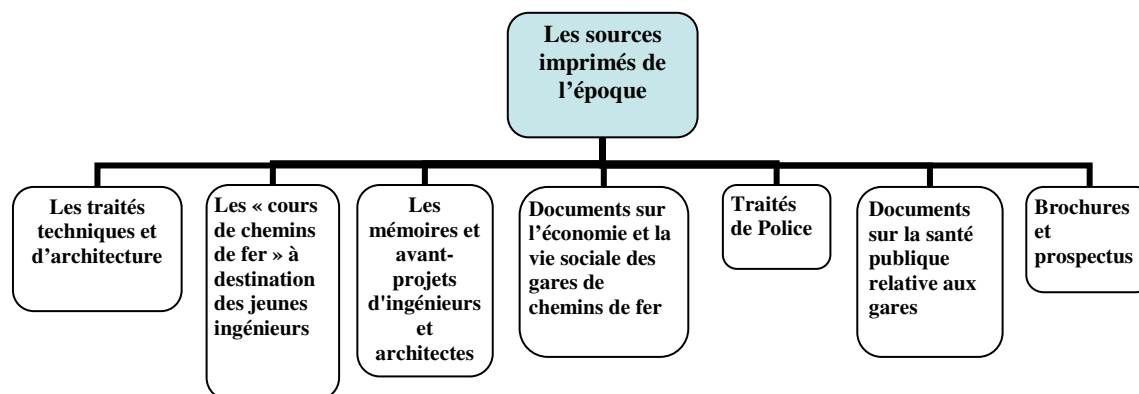 Les sources
imprimés de
l'époque
Les traités
techniques et
d'architecture
Les « cours
de chemins
de fer » à
destination
des jeunes
ingénieurs
Les
mémoires et
avant-
projets
d'ingénieurs
et
architectes
Documents sur
l'économie et la
vie sociale des
gares de
chemins de fer
Traités
de Police
Documents
sur la santé
publique
relative aux
gares
Brochures
et
prospectus